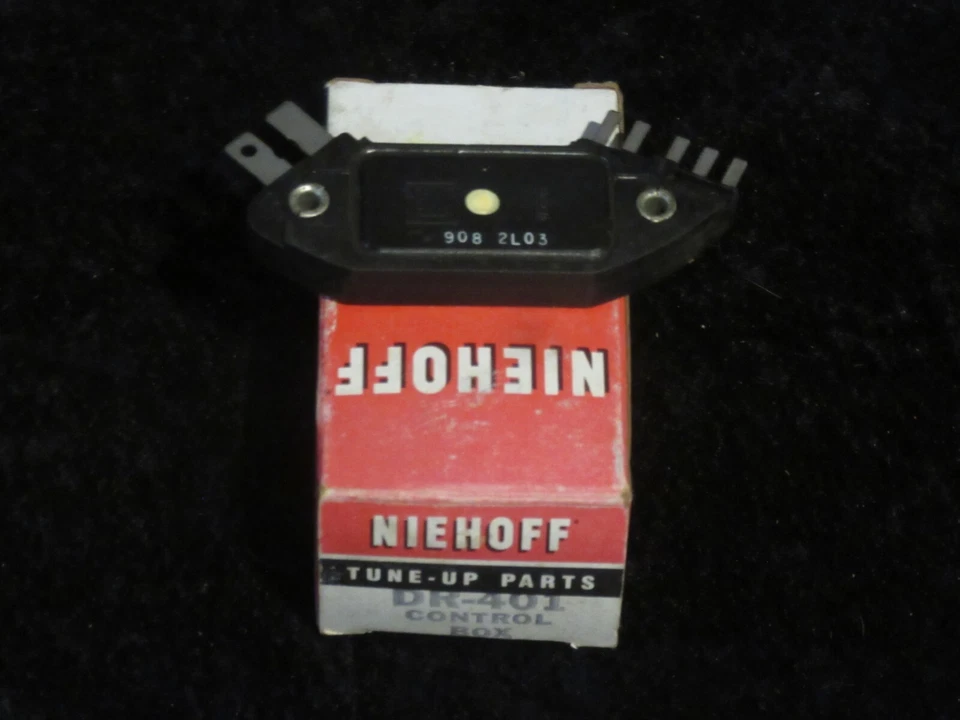 908 2L03
NIEHOFF
NIEHOFF
TUNE-UP PARTS
DR-401
CONTROL
BOX